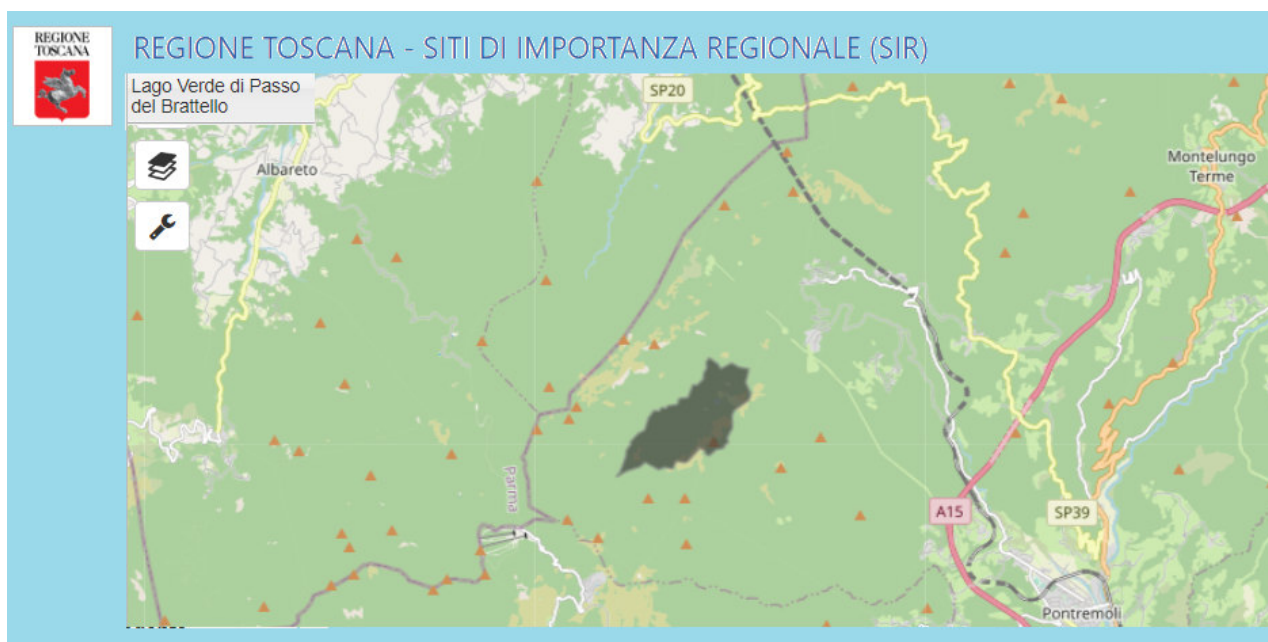 REGIONE
TOSCANA
REGIONE TOSCANA - SITI DI IMPORTANZA REGIONALE (SIR)
Lago Verde di Passo
del Brattello
SP20
Albareto
Montelungo
Terme
Parma
A15
SP39
Pontremoli